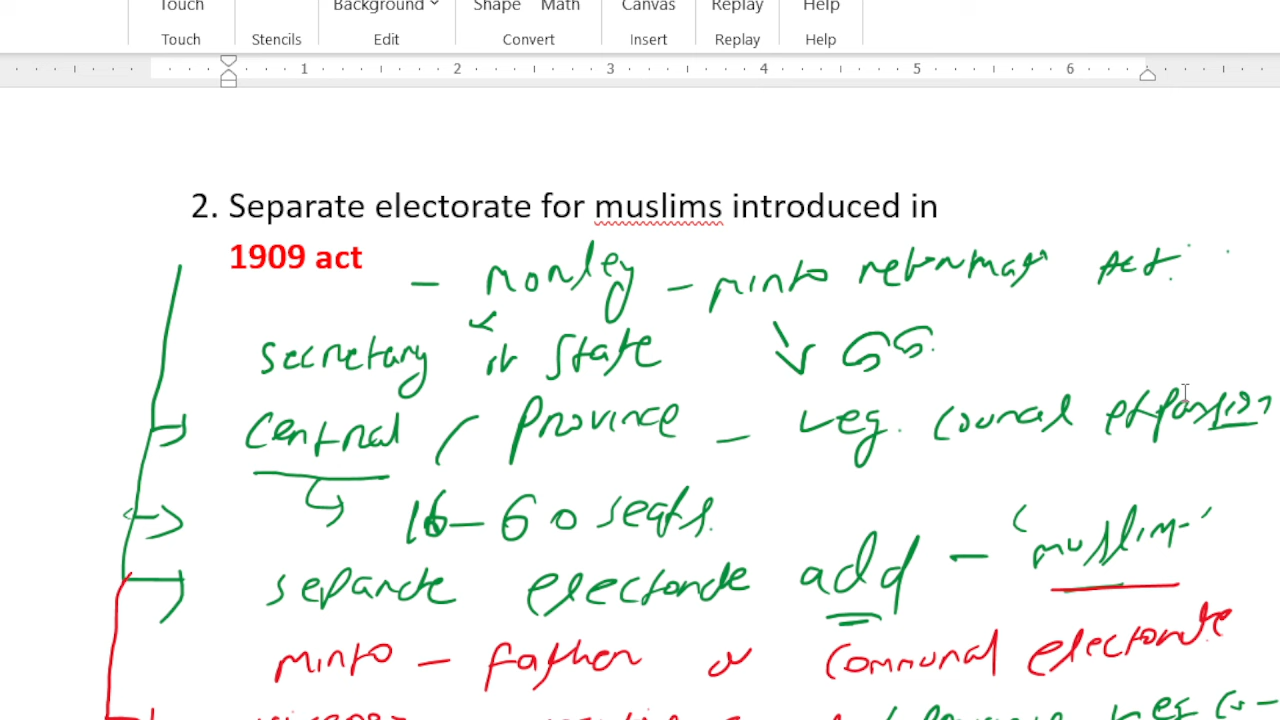 Touch Background Shape Math Canvas Replay Help
Touch Stencils Edit Convert Insert Replay Help
1 2 3 4 5 6
2. Separate electorate for muslims introduced in
1909 act - Morley - Minto reforms Act.
Secretary of State GG.
Central / Province - Leg. Council expansion
16-60 seats.
separate electorate add - 'muslim'
minto - father of communal electorate